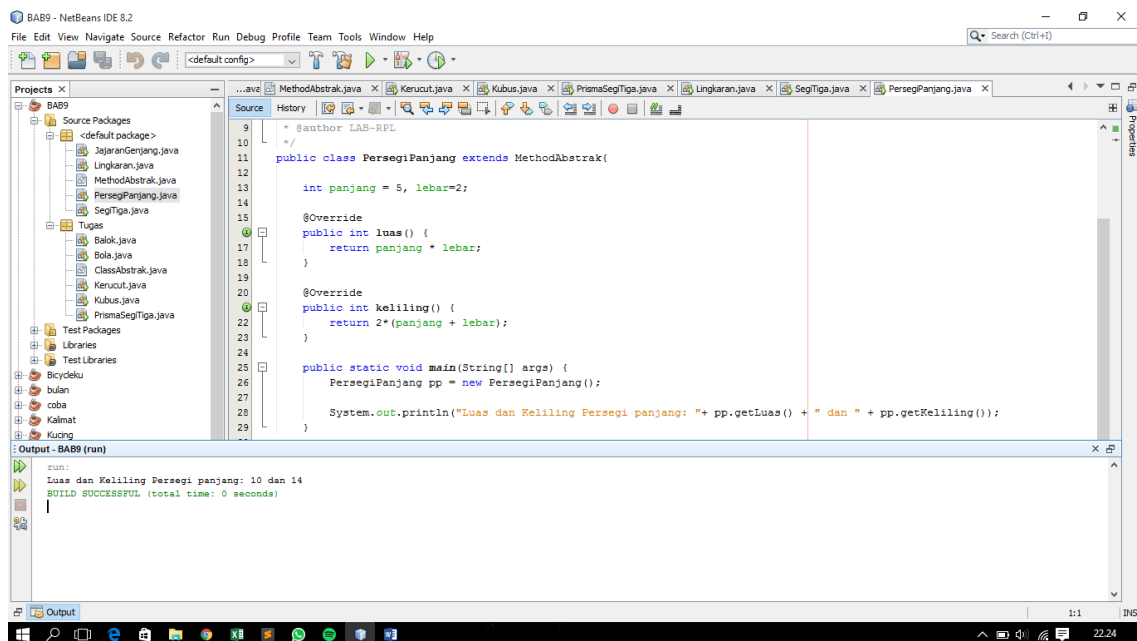 BAB9 - NetBeans IDE 8.2
File Edit View Navigate Source Refactor Run Debug Profile Team Tools Window Help
Search (Ctrl+I)
<default config>
Projects
...ava MethodAbstrak.java Kerucut.java Kubus.java PrismaSegiTiga.java Lingkaran.java SegiTiga.java PersegiPanjang.java
Source History
BAB9
Source Packages
<default package>
JajaranGenjang.java
Lingkaran.java
MethodAbstrak.java
PersegiPanjang.java
SegiTiga.java
Tugas
Balok.java
Bola.java
ClassAbstrak.java
Kerucut.java
Kubus.java
PrismaSegiTiga.java
Test Packages
Libraries
Test Libraries
Bicycleku
bulan
coba
Kalimat
Kucing
9 * @author LAB-RPL
10 */
11 public class PersegiPanjang extends MethodAbstrak{
12
13 int panjang = 5, lebar=2;
14
15 @Override
public int luas() {
17 return panjang * lebar;
18 }
19
20 @Override
public int keliling() {
22 return 2*(panjang + lebar);
23 }
24
25 public static void main(String[] args) {
26 PersegiPanjang pp = new PersegiPanjang();
27
28 System.out.println("Luas dan Keliling Persegi panjang: "+ pp.getLuas() + " dan " + pp.getKeliling());
29 }
Properties
Output - BAB9 (run)
run:
Luas dan Keliling Persegi panjang: 10 dan 14
BUILD SUCCESSFUL (total time: 0 seconds)
Output
1:1 INS
22.24